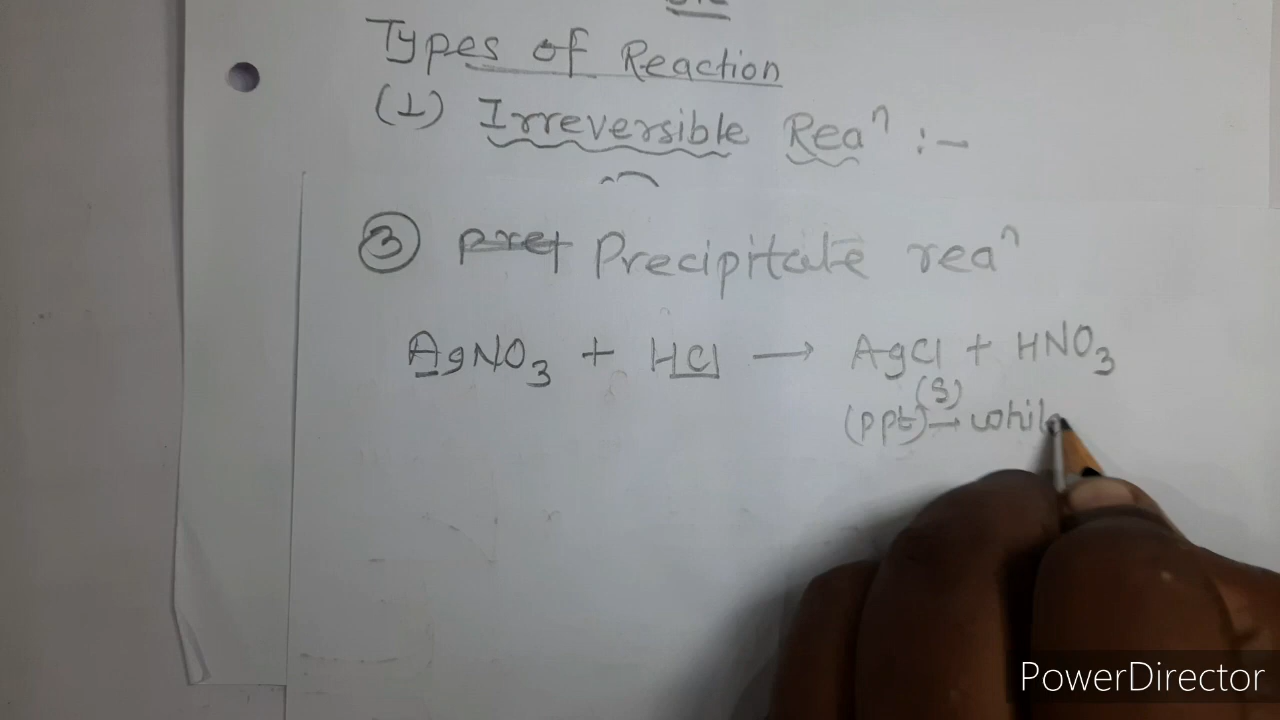 Types of Reaction
(1) Irreversible Reaⁿ :-
③ pret Precipitate reaⁿ
AgNO₃ + HCl → AgCl + HNO₃
(s)
(ppt) → white
PowerDirector